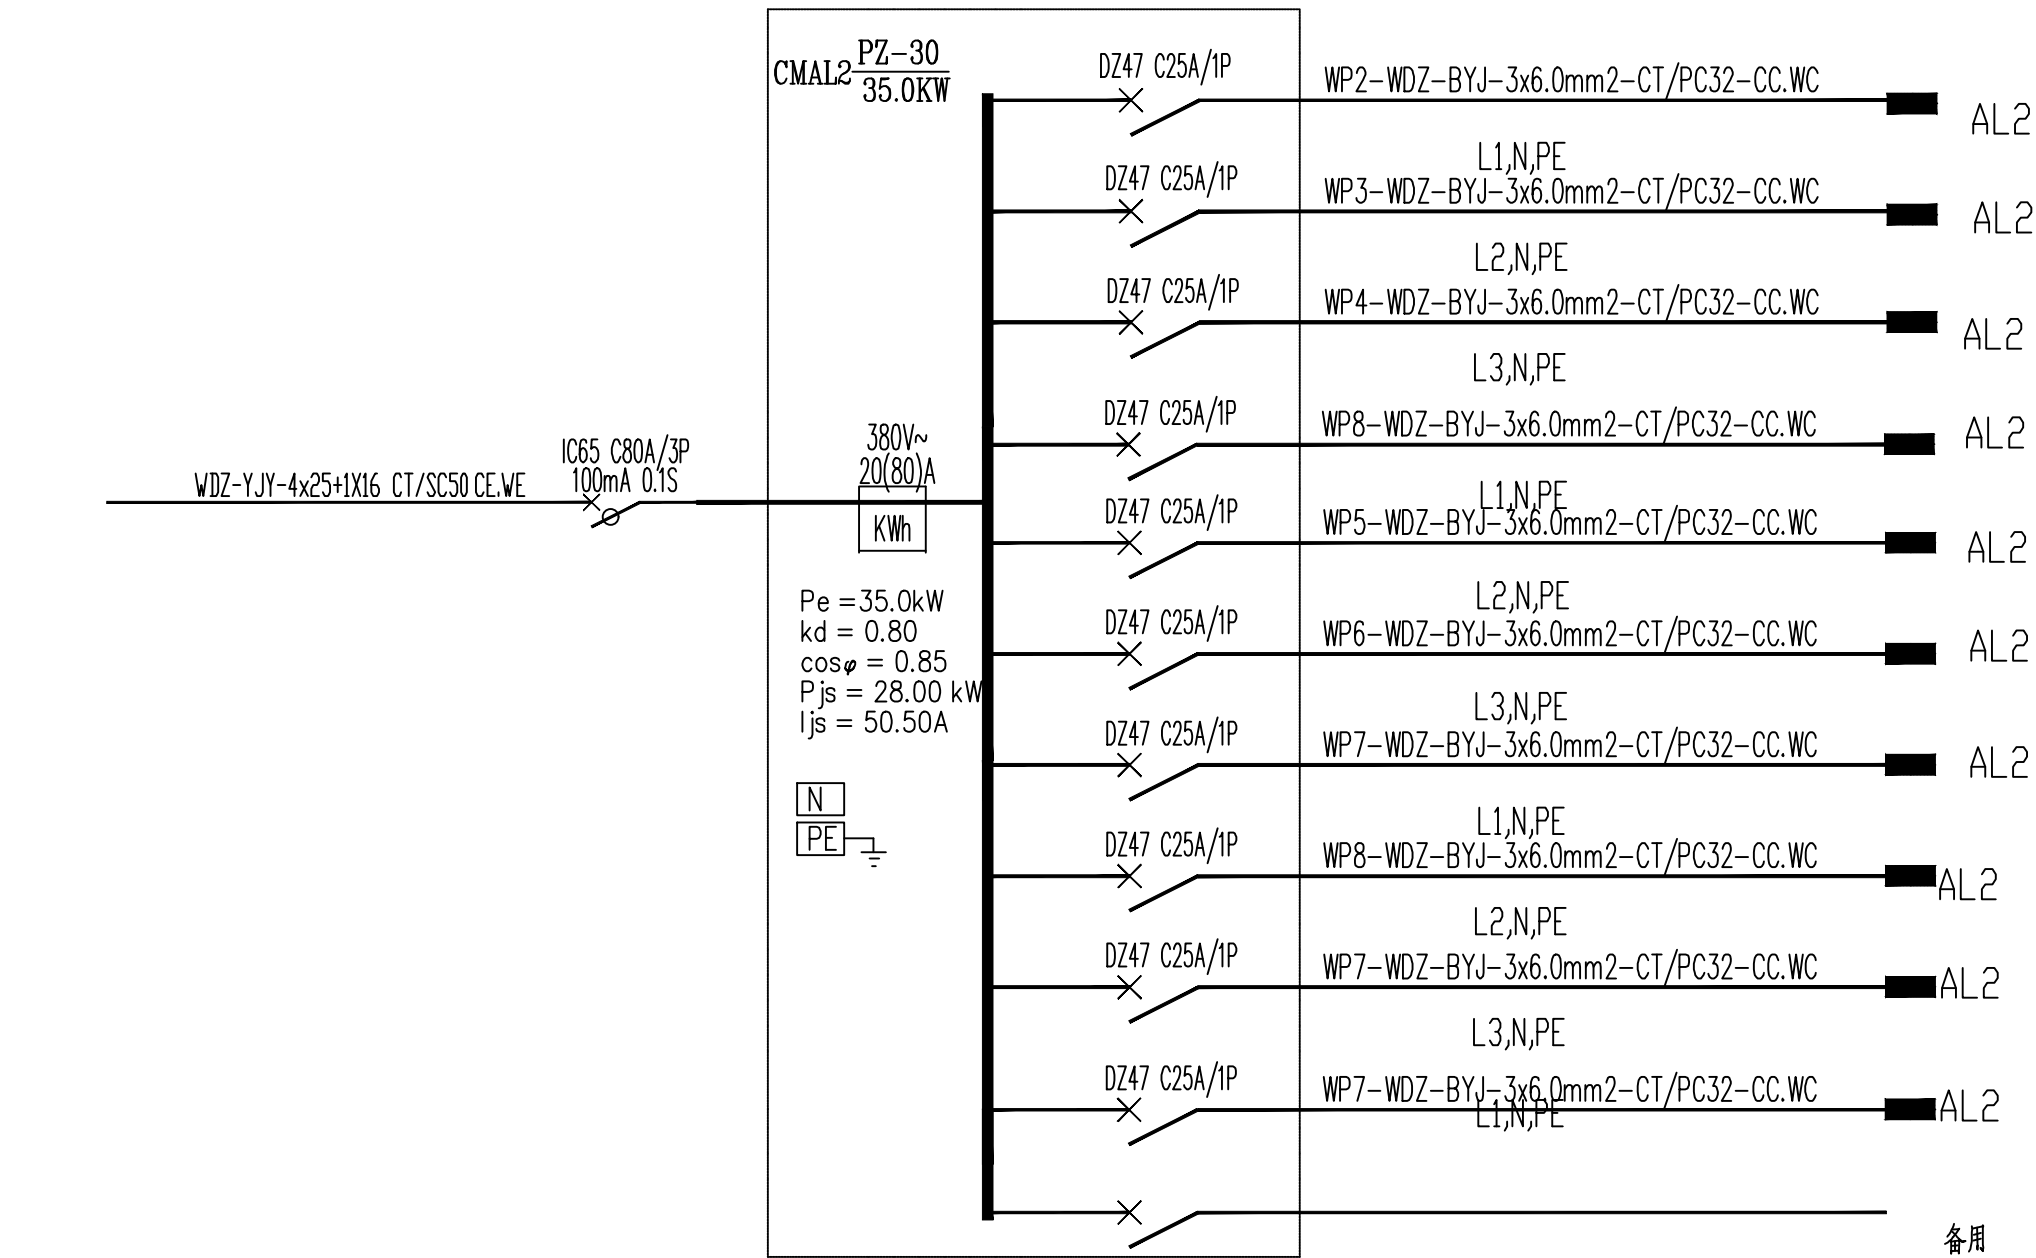 PZ-30
CMAL2
35.0KW
DZ47 C25A/1P
WP2-WDZ-BYJ-3x6.0mm2-CT/PC32-CC.WC
AL2
L1,N,PE
DZ47 C25A/1P
WP3-WDZ-BYJ-3x6.0mm2-CT/PC32-CC.WC
AL2
L2,N,PE
DZ47 C25A/1P
WP4-WDZ-BYJ-3x6.0mm2-CT/PC32-CC.WC
AL2
L3,N,PE
DZ47 C25A/1P
WP8-WDZ-BYJ-3x6.0mm2-CT/PC32-CC.WC
AL2
WDZ-YJY-4x25+1X16 CT/SC50 CE.WE
IC65 C80A/3P
100mA 0.1S
380V~
20(80)A
KWh
L1,N,PE
DZ47 C25A/1P
WP5-WDZ-BYJ-3x6.0mm2-CT/PC32-CC.WC
AL2
L2,N,PE
Pe =35.0kW
kd = 0.80
cosφ = 0.85
Pjs = 28.00 kW
Ijs = 50.50A
DZ47 C25A/1P
WP6-WDZ-BYJ-3x6.0mm2-CT/PC32-CC.WC
AL2
L3,N,PE
DZ47 C25A/1P
WP7-WDZ-BYJ-3x6.0mm2-CT/PC32-CC.WC
AL2
N
PE
L1,N,PE
DZ47 C25A/1P
WP8-WDZ-BYJ-3x6.0mm2-CT/PC32-CC.WC
AL2
L2,N,PE
DZ47 C25A/1P
WP7-WDZ-BYJ-3x6.0mm2-CT/PC32-CC.WC
AL2
L3,N,PE
DZ47 C25A/1P
WP7-WDZ-BYJ-3x6.0mm2-CT/PC32-CC.WC
AL2
L1,N,PE
备用